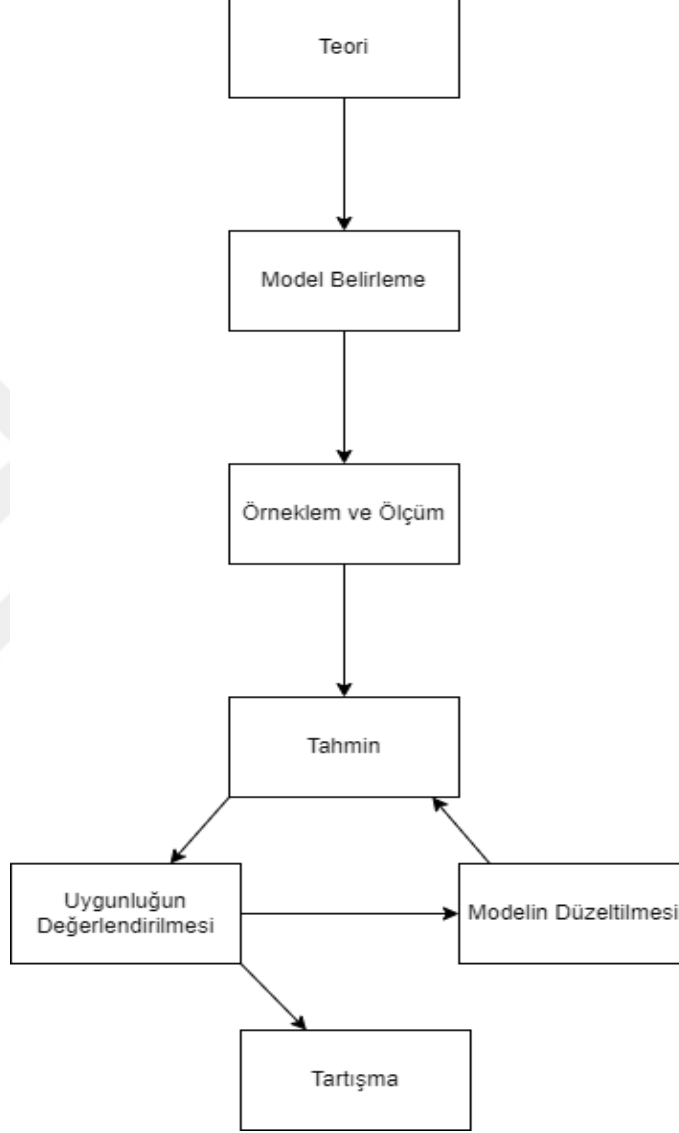 Teori
Model Belirleme
Örneklem ve Ölçüm
Tahmin
Uygunluğun
Değerlendirilmesi
Modelin Düzeltilmesi
Tartışma